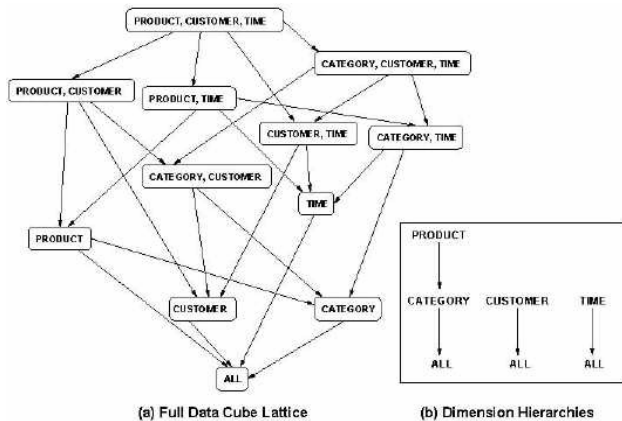 PRODUCT, CUSTOMER, TIME
CATEGORY, CUSTOMER, TIME
PRODUCT, CUSTOMER
PRODUCT, TIME
CUSTOMER, TIME
CATEGORY, TIME
CATEGORY, CUSTOMER
TIME
PRODUCT
CUSTOMER
CATEGORY
ALL
(a) Full Data Cube Lattice
PRODUCT
CATEGORY CUSTOMER TIME
ALL ALL ALL
(b) Dimension Hierarchies